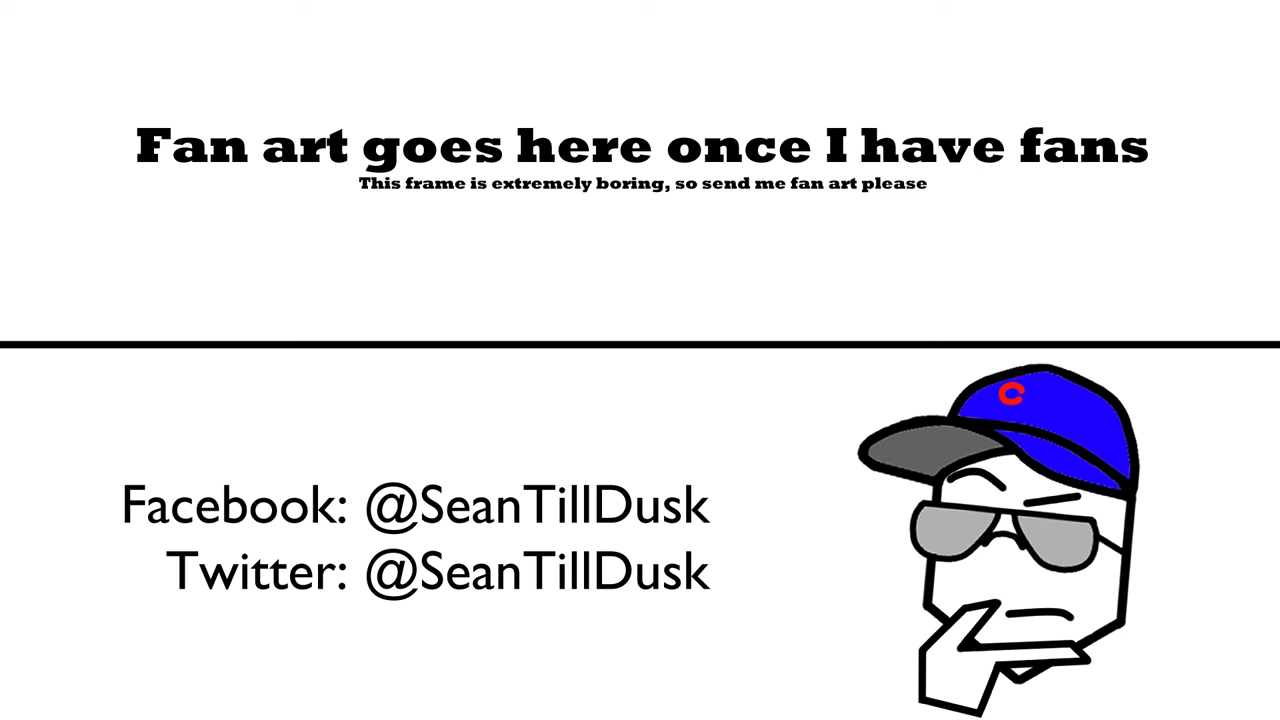 Fan art goes here once I have fans
This frame is extremely boring, so send me fan art please
C
Facebook: @SeanTillDusk
Twitter: @SeanTillDusk